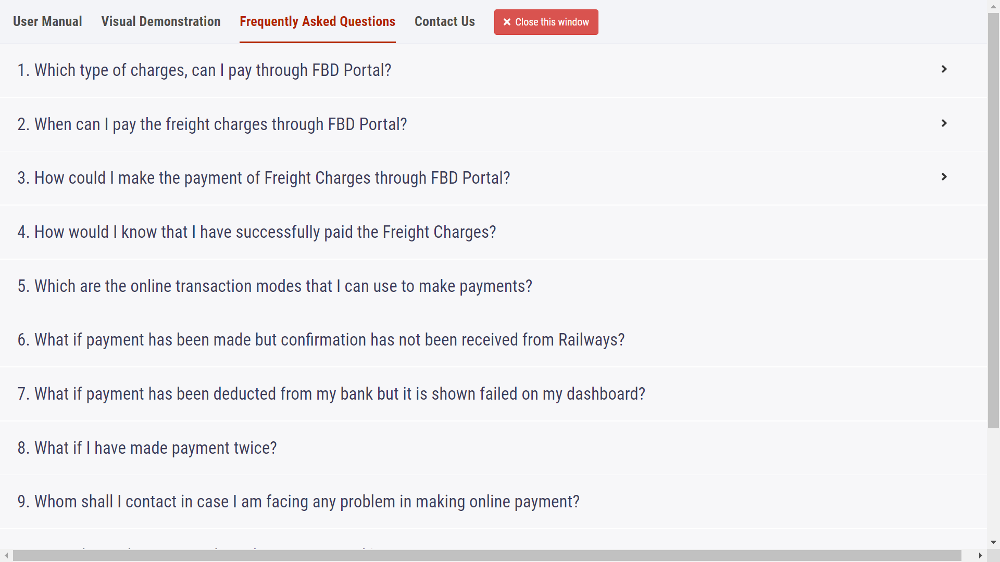 User Manual Visual Demonstration Frequently Asked Questions Contact Us Close this window
1. Which type of charges, can I pay through FBD Portal?
2. When can I pay the freight charges through FBD Portal?
3. How could I make the payment of Freight Charges through FBD Portal?
4. How would I know that I have successfully paid the Freight Charges?
5. Which are the online transaction modes that I can use to make payments?
6. What if payment has been made but confirmation has not been received from Railways?
7. What if payment has been deducted from my bank but it is shown failed on my dashboard?
8. What if I have made payment twice?
9. Whom shall I contact in case I am facing any problem in making online payment?